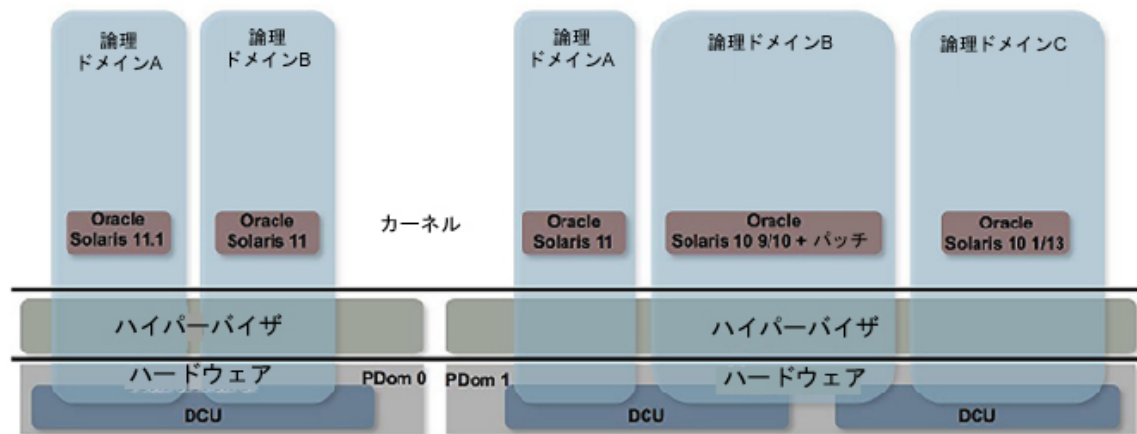 論理
ドメインA
論理
ドメインB
論理
ドメインA
論理ドメインB
論理ドメインC
Oracle
Solaris 11.1
Oracle
Solaris 11
カーネル
Oracle
Solaris 11
Oracle
Solaris 10 9/10 + パッチ
Oracle
Solaris 10 1/13
ハイパーバイザ
ハイパーバイザ
ハードウェア
PDom 0
PDom 1
ハードウェア
DCU
DCU
DCU